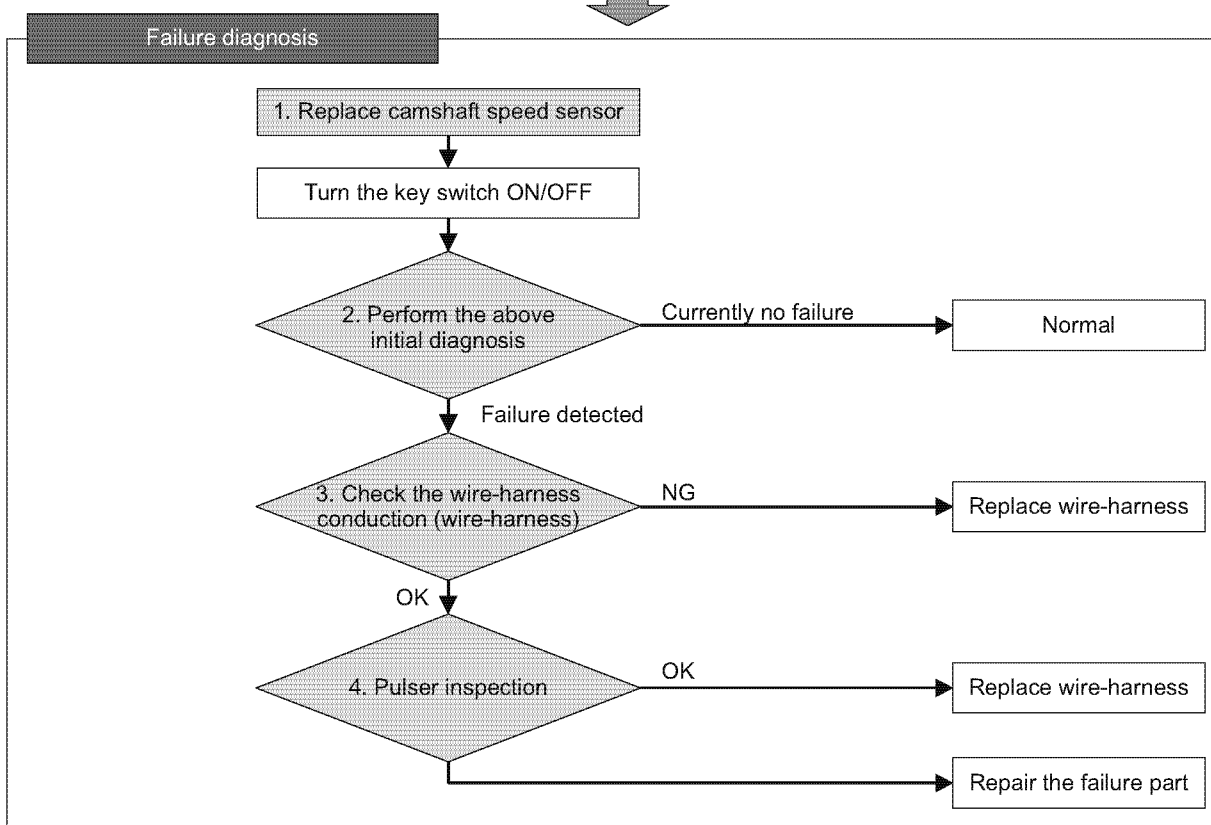 Failure diagnosis
1. Replace camshaft speed sensor
Turn the key switch ON/OFF
2. Perform the above
initial diagnosis
Currently no failure
Normal
Failure detected
3. Check the wire-harness
conduction (wire-harness)
NG
Replace wire-harness
OK
4. Pulser inspection
OK
Replace wire-harness
Repair the failure part